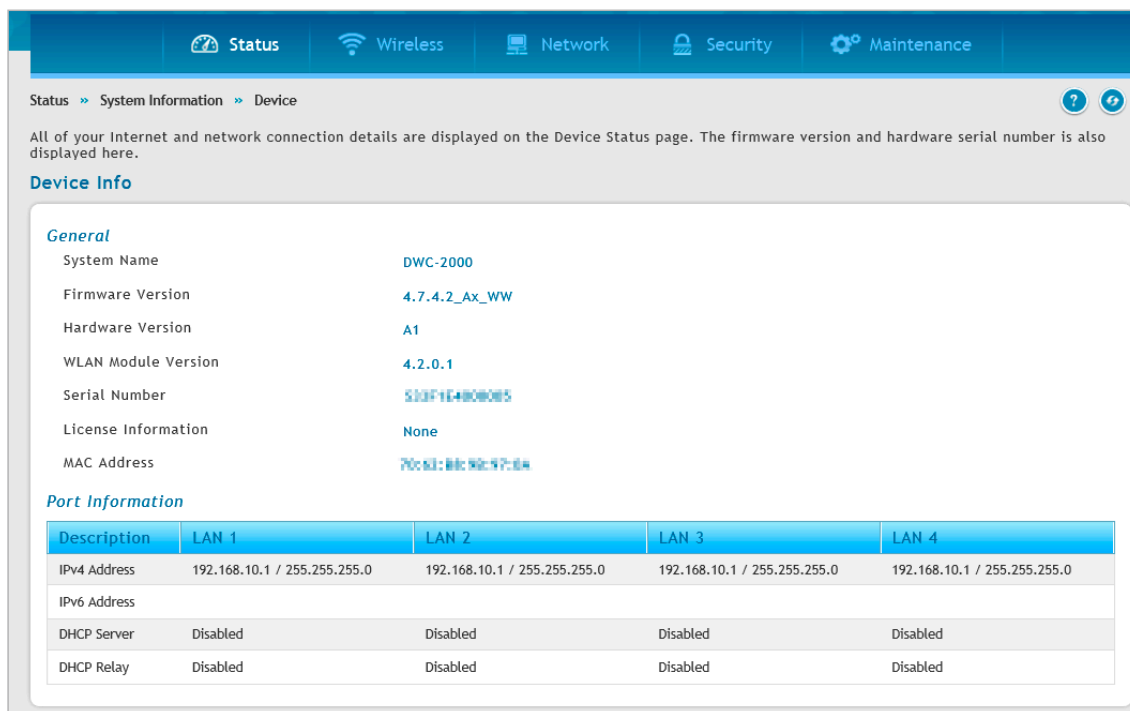 Status Wireless Network Security Maintenance
Status » System Information » Device
All of your Internet and network connection details are displayed on the Device Status page. The firmware version and hardware serial number is also
displayed here.
Device Info
General
System Name DWC-2000
Firmware Version 4.7.4.2_Ax_WW
Hardware Version A1
WLAN Module Version 4.2.0.1
Serial Number
License Information None
MAC Address
Port Information
Description LAN 1 LAN 2 LAN 3 LAN 4
IPv4 Address 192.168.10.1 / 255.255.255.0 192.168.10.1 / 255.255.255.0 192.168.10.1 / 255.255.255.0 192.168.10.1 / 255.255.255.0
IPv6 Address
DHCP Server Disabled Disabled Disabled Disabled
DHCP Relay Disabled Disabled Disabled Disabled